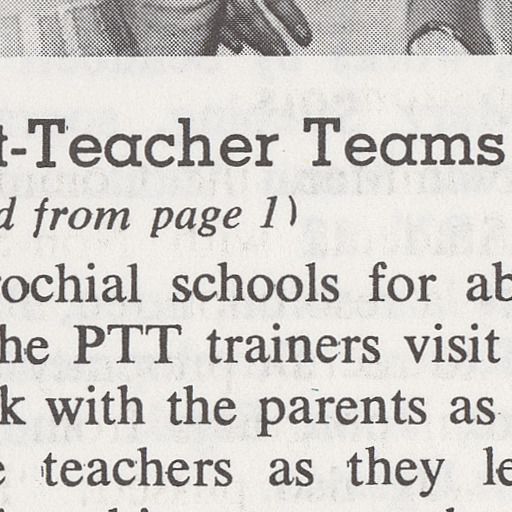 t-Teacher Teams
d from page 1)
ochial schools for ab
he PTT trainers visit
k with the parents as
e teachers as they le